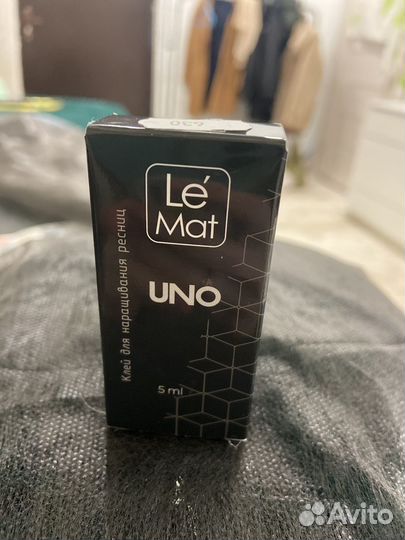 Lé
Mat
UNO
Клей для наращивания ресниц
5 ml
Avito